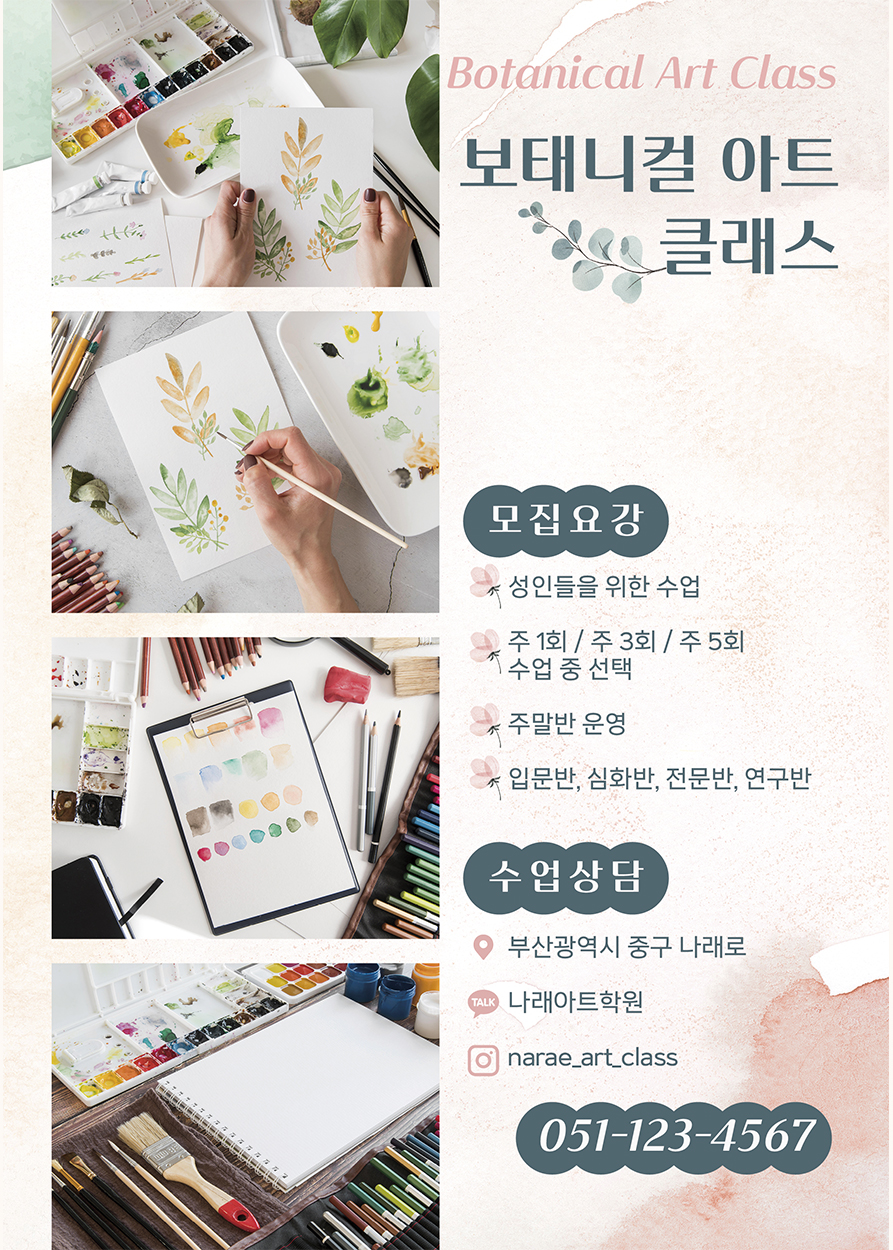 Botanical Art Class
보태니컬 아트
클래스
모집요강
성인들을 위한 수업
주 1회 / 주 3회 / 주 5회
수업 중 선택
주말반 운영
입문반, 심화반, 전문반, 연구반
수업상담
부산광역시 중구 나래로
TALK
나래아트학원
narae_art_class
051-123-4567